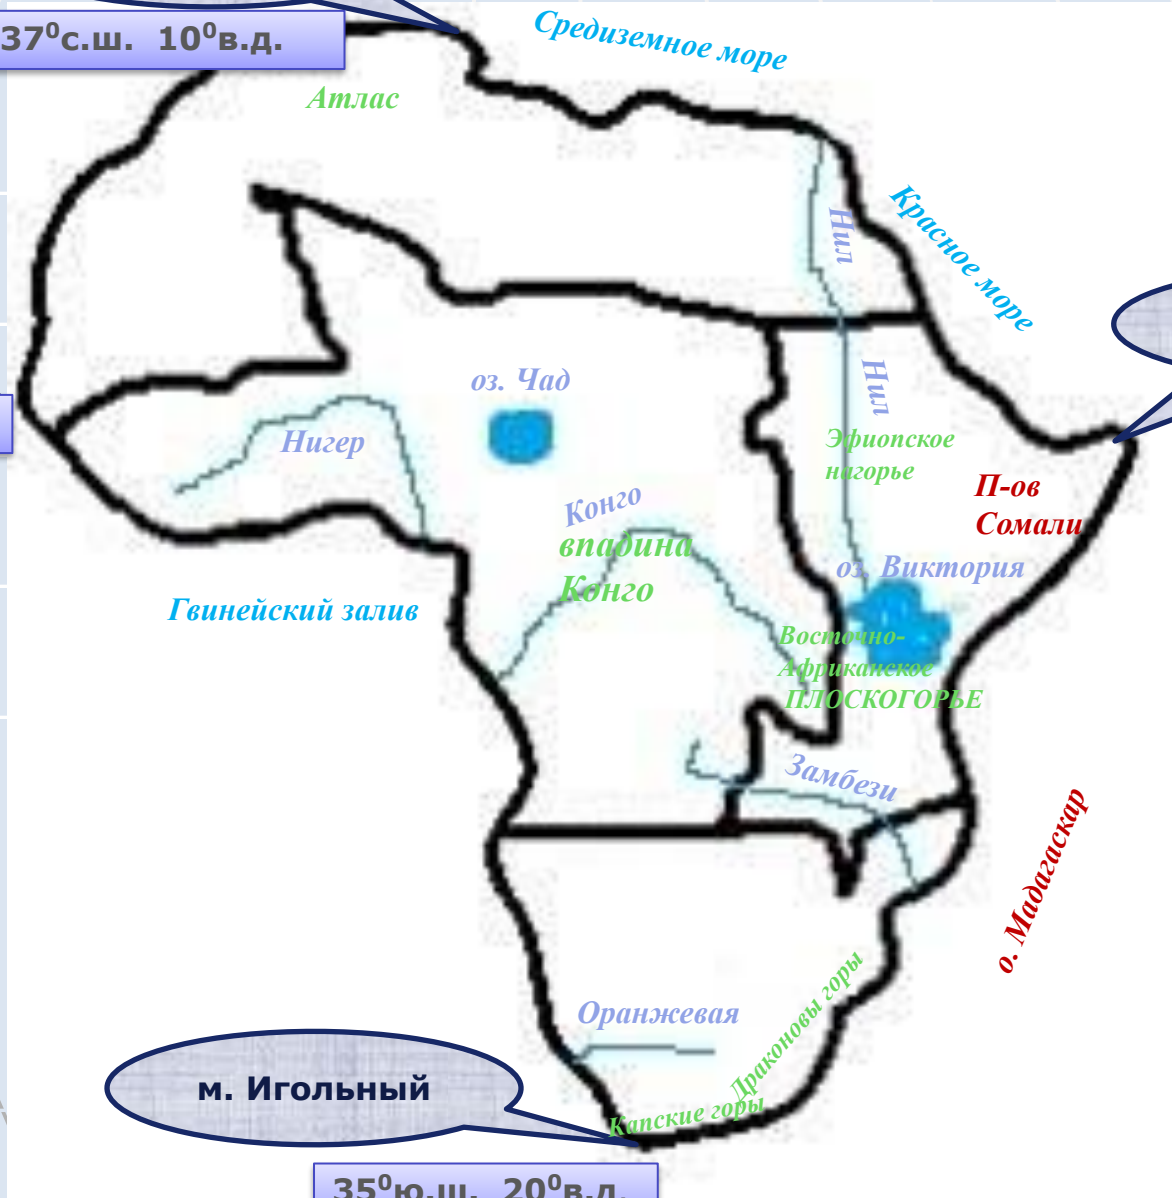 37⁰с.ш. 10⁰в.д.
Средиземное море
Атлас
Красное море
Нил
Нил
оз. Чад
Нигер
Эфиопское
нагорье
П-ов
Сомали
Конго
впадина
Конго
оз. Виктория
Гвинейский залив
Восточно-
Африканское
ПЛОСКОГОРЬЕ
Замбези
о. Мадагаскар
Оранжевая
Драконовы горы
м. Игольный
Капские горы
35⁰ю.ш. 20⁰в.д.